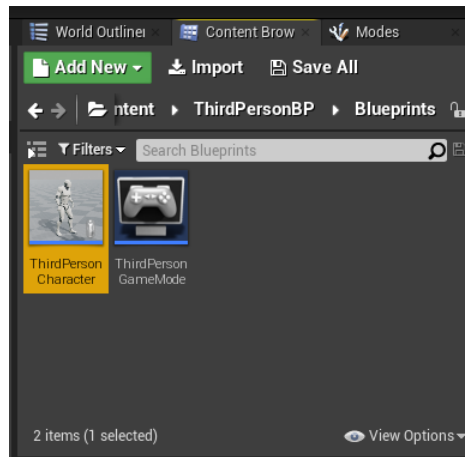 World Outliner Content Brow Modes
Add New Import Save All
ntent ThirdPersonBP Blueprints
Filters Search Blueprints
ThirdPerson ThirdPerson
Character GameMode
2 items (1 selected) View Options